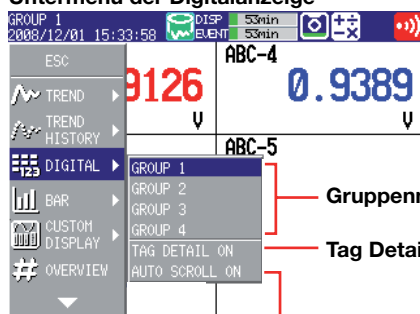 Untermenü der Digitalanzeige
GROUP 1
2008/12/01 15:33:58
DISP 53min
EVENT 53min
ESC
TREND
TREND HISTORY
DIGITAL
BAR
CUSTOM DISPLAY
OVERVIEW
9126
V
ABC-4
0.9389
V
ABC-5
GROUP 1
GROUP 2
GROUP 3
GROUP 4
TAG DETAIL ON
AUTO SCROLL ON
Tag